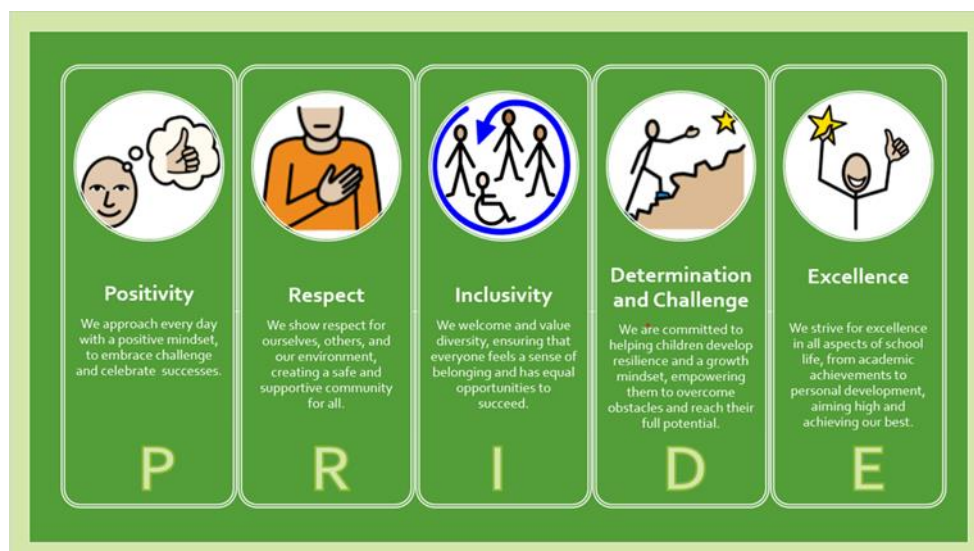 Positivity
We approach every day
with a positive mindset,
to embrace challenge
and celebrate successes.
P
Respect
We show respect for
ourselves, others, and
our environment,
creating a safe and
supportive community
for all.
R
Inclusivity
We welcome and value
diversity, ensuring that
everyone feels a sense of
belonging and has equal
opportunities to
succeed.
I
Determination
and Challenge
We are committed to
helping children develop
resilience and a growth
mindset, empowering
them to overcome
obstacles and reach their
full potential.
D
Excellence
We strive for excellence
in all aspects of school
life, from academic
achievements to
personal development,
aiming high and
achieving our best.
E